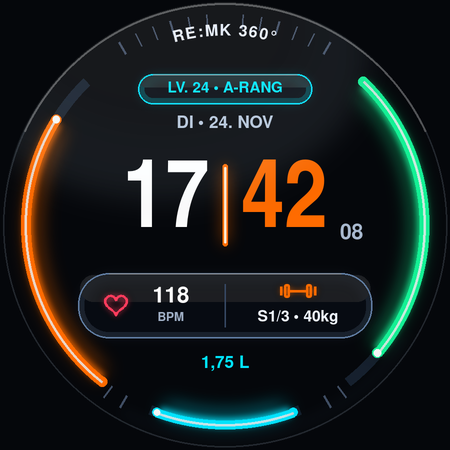 RE:MK 360°
LV. 24 • A-RANG
DI • 24. NOV
17 42 08
118
BPM
S1/3 • 40kg
1,75 L